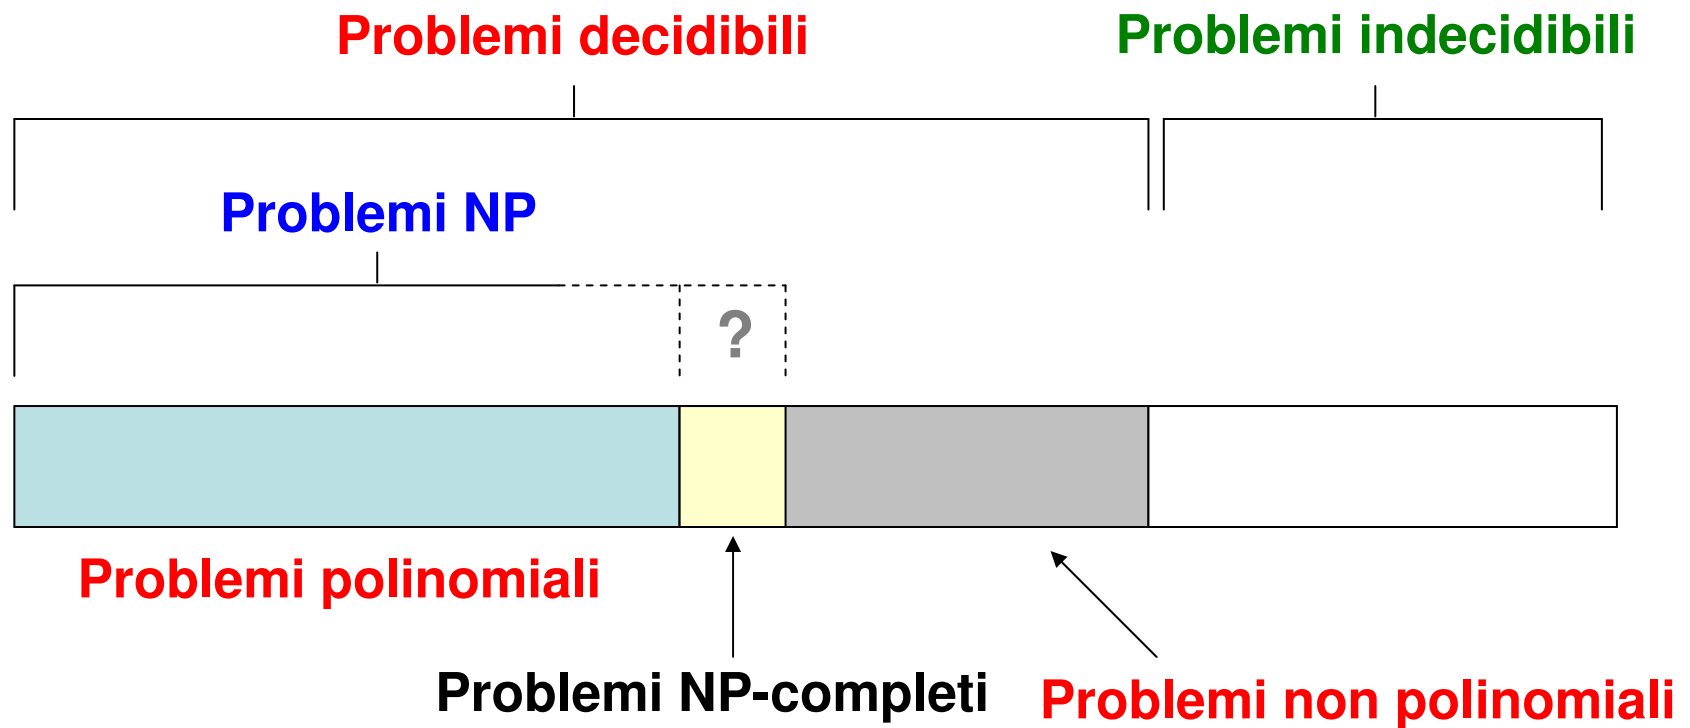 Problemi decidibili
Problemi indecidibili
Problemi NP
?
Problemi polinomiali
Problemi NP-completi
Problemi non polinomiali